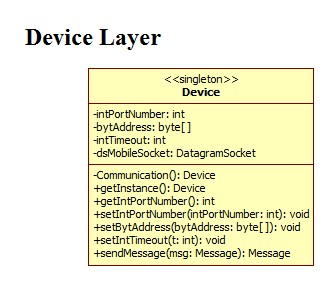 Device Layer
<<singleton>>
Device
-intPortNumber: int
-bytAddress: byte[]
-intTimeout: int
-dsMobileSocket: DatagramSocket
-Communication(): Device
+getInstance(): Device
+getIntPortNumber(): int
+setIntPortNumber(intPortNumber: int): void
+setBytAddress(bytAddress: byte[]): void
+setIntTimeout(t: int): void
+sendMessage(msg: Message): Message